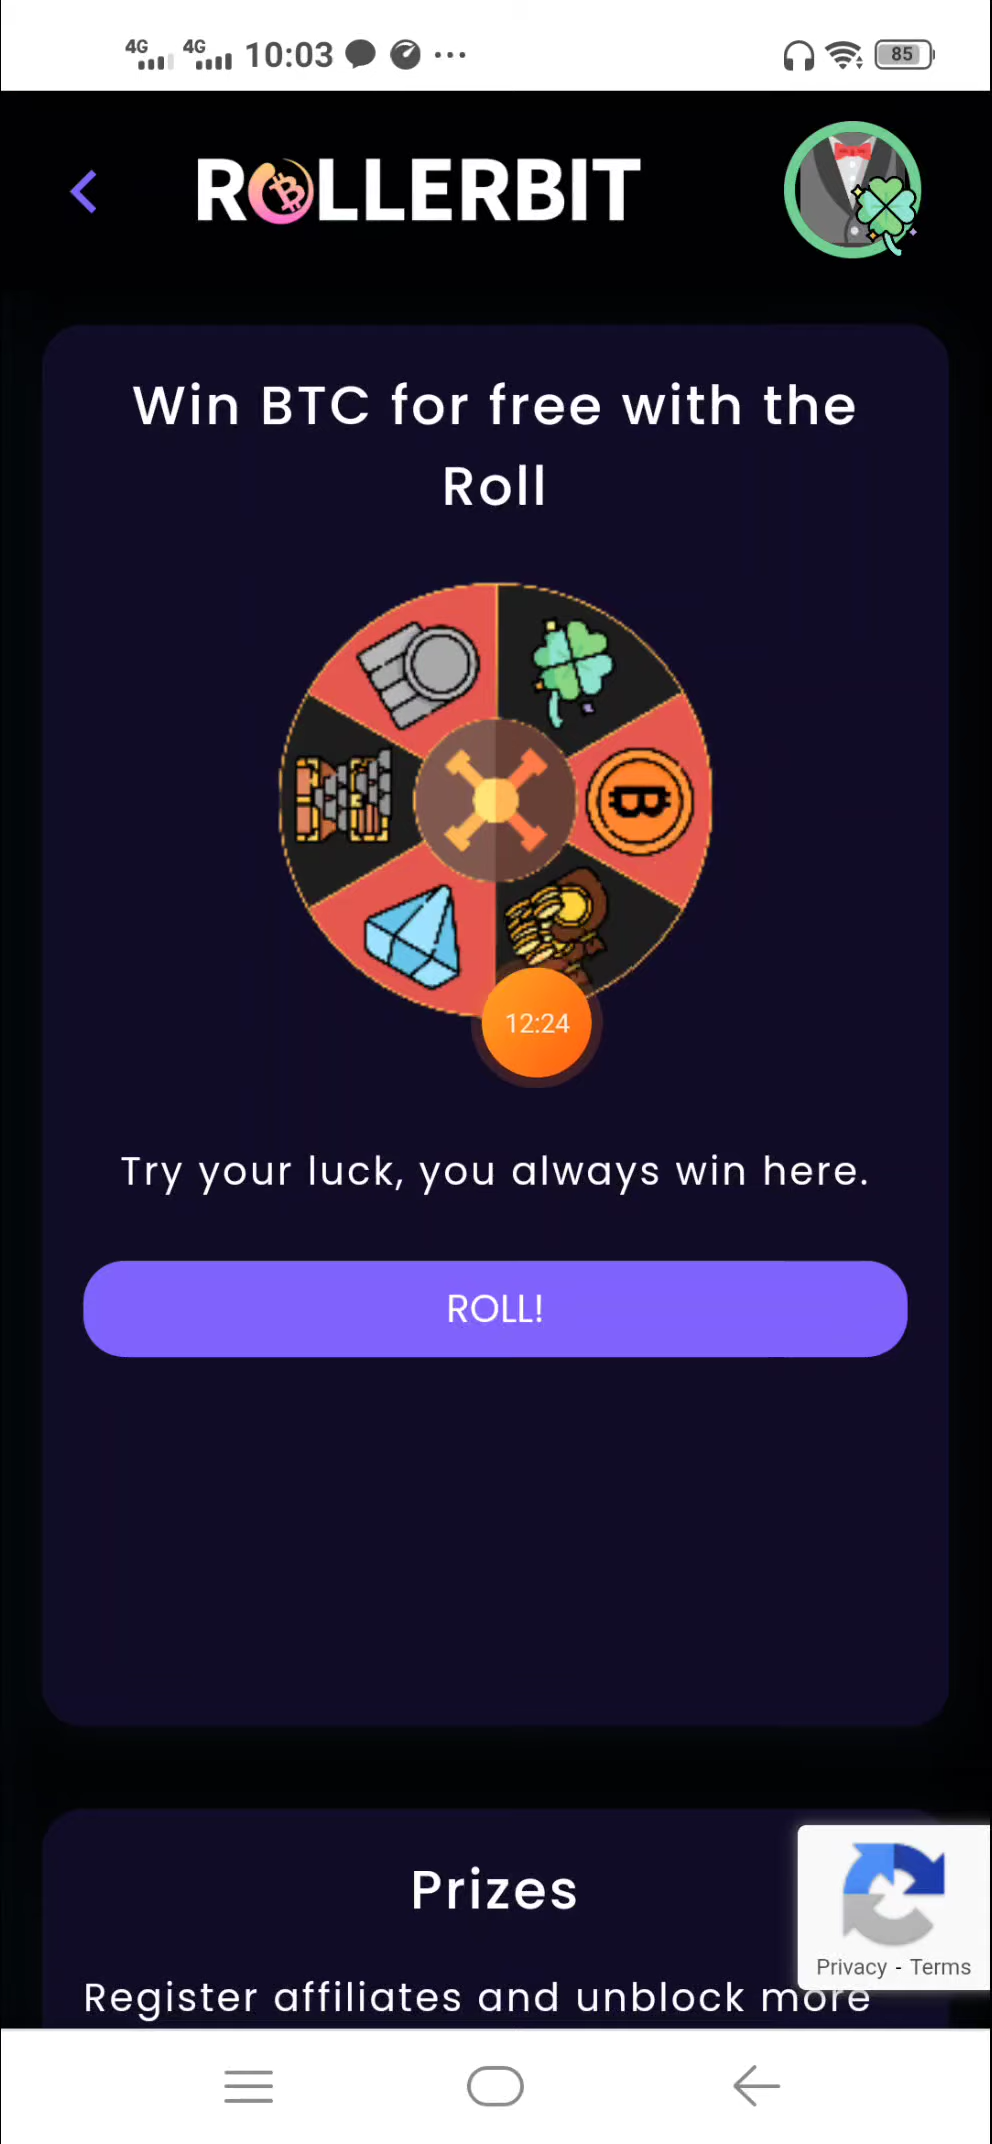 4G 4G 10:03 85
ROLLERBIT
Win BTC for free with the
Roll
12:24
Try your luck, you always win here.
ROLL!
Prizes
Privacy - Terms
Register affiliates and unblock more